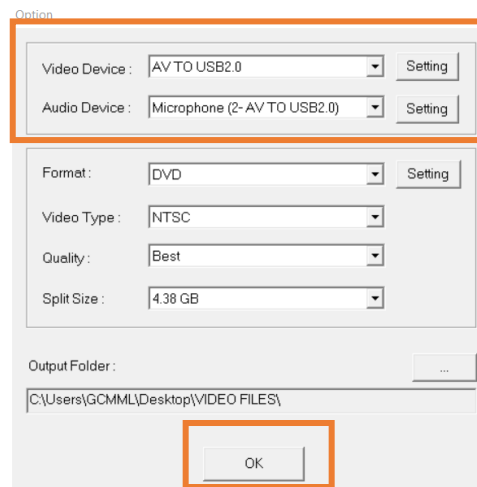 Option
Video Device : AV TO USB2.0 Setting
Audio Device : Microphone (2- AV TO USB2.0) Setting
Format : DVD Setting
Video Type : NTSC
Quality : Best
Split Size : 4.38 GB
Output Folder : ...
C:\Users\GCMML\Desktop\VIDEO FILES\
OK